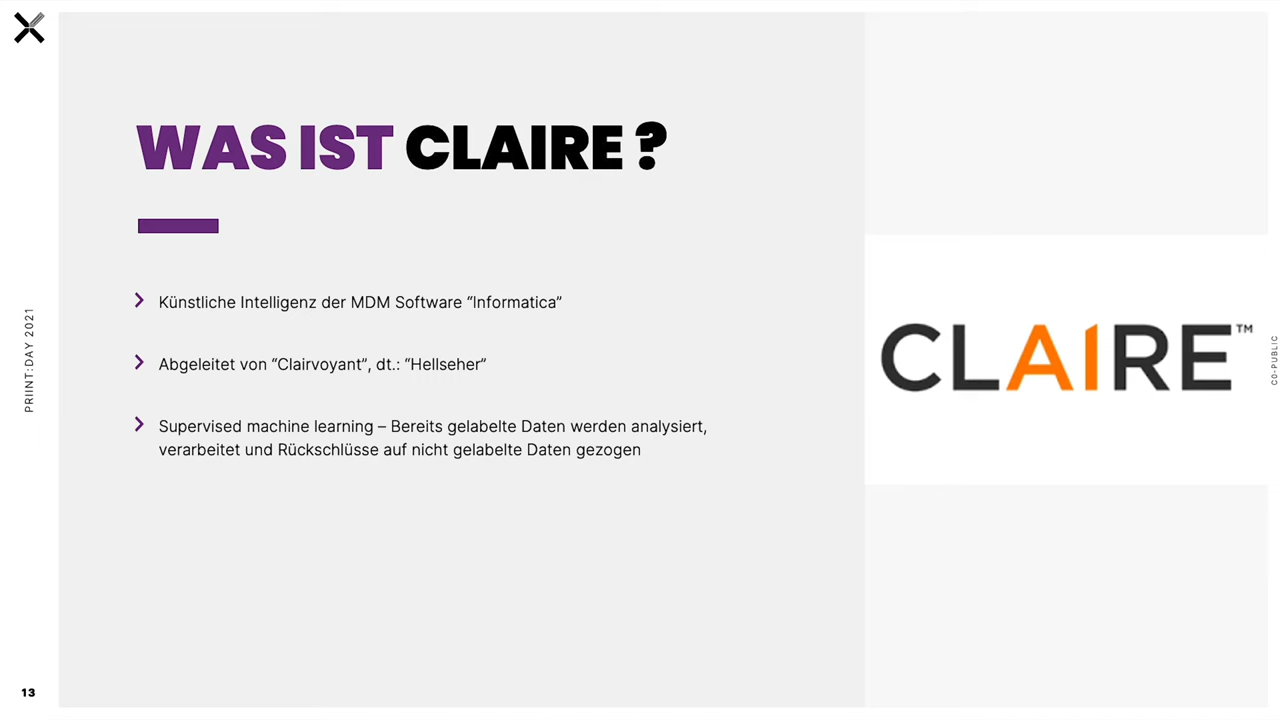 WAS IST CLAIRE ?
Künstliche Intelligenz der MDM Software “Informatica”
Abgeleitet von “Clairvoyant”, dt.: “Hellseher”
Supervised machine learning – Bereits gelabelte Daten werden analysiert,
verarbeitet und Rückschlüsse auf nicht gelabelte Daten gezogen
CLAIRE™
PRIINT:DAY 2021
C0-PUBLIC
13